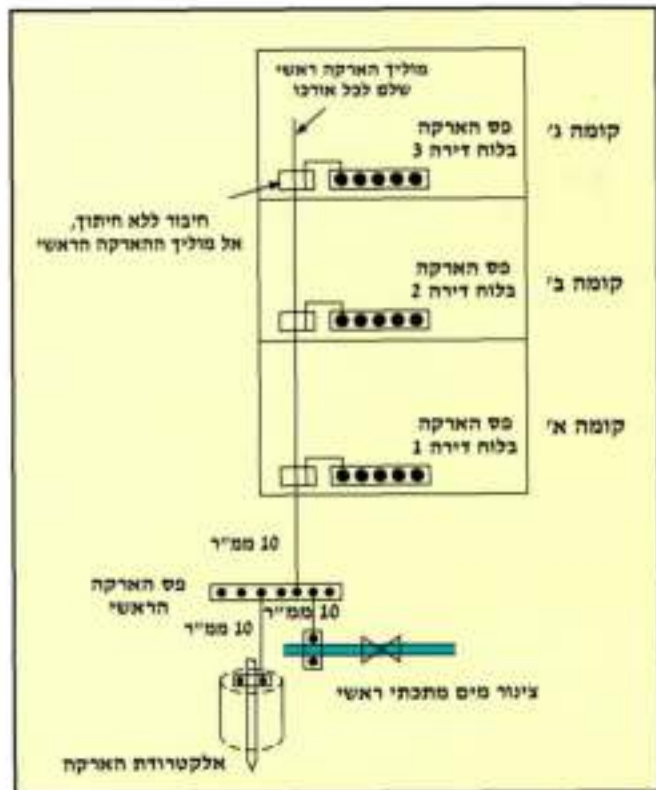 מוליך הארקה ראשי
שלם לכל אורכו
קומה ג'
פס הארקה
בלוח דירה 3
חיבור ללא חיתוך,
אל מוליך ההארקה הראשי
קומה ב'
פס הארקה
בלוח דירה 2
קומה א'
פס הארקה
בלוח דירה 1
10 ממ"ר
פס הארקה
הראשי
10 ממ"ר
10 ממ"ר
צינור מים מתכתי ראשי
אלקטרודת הארקה